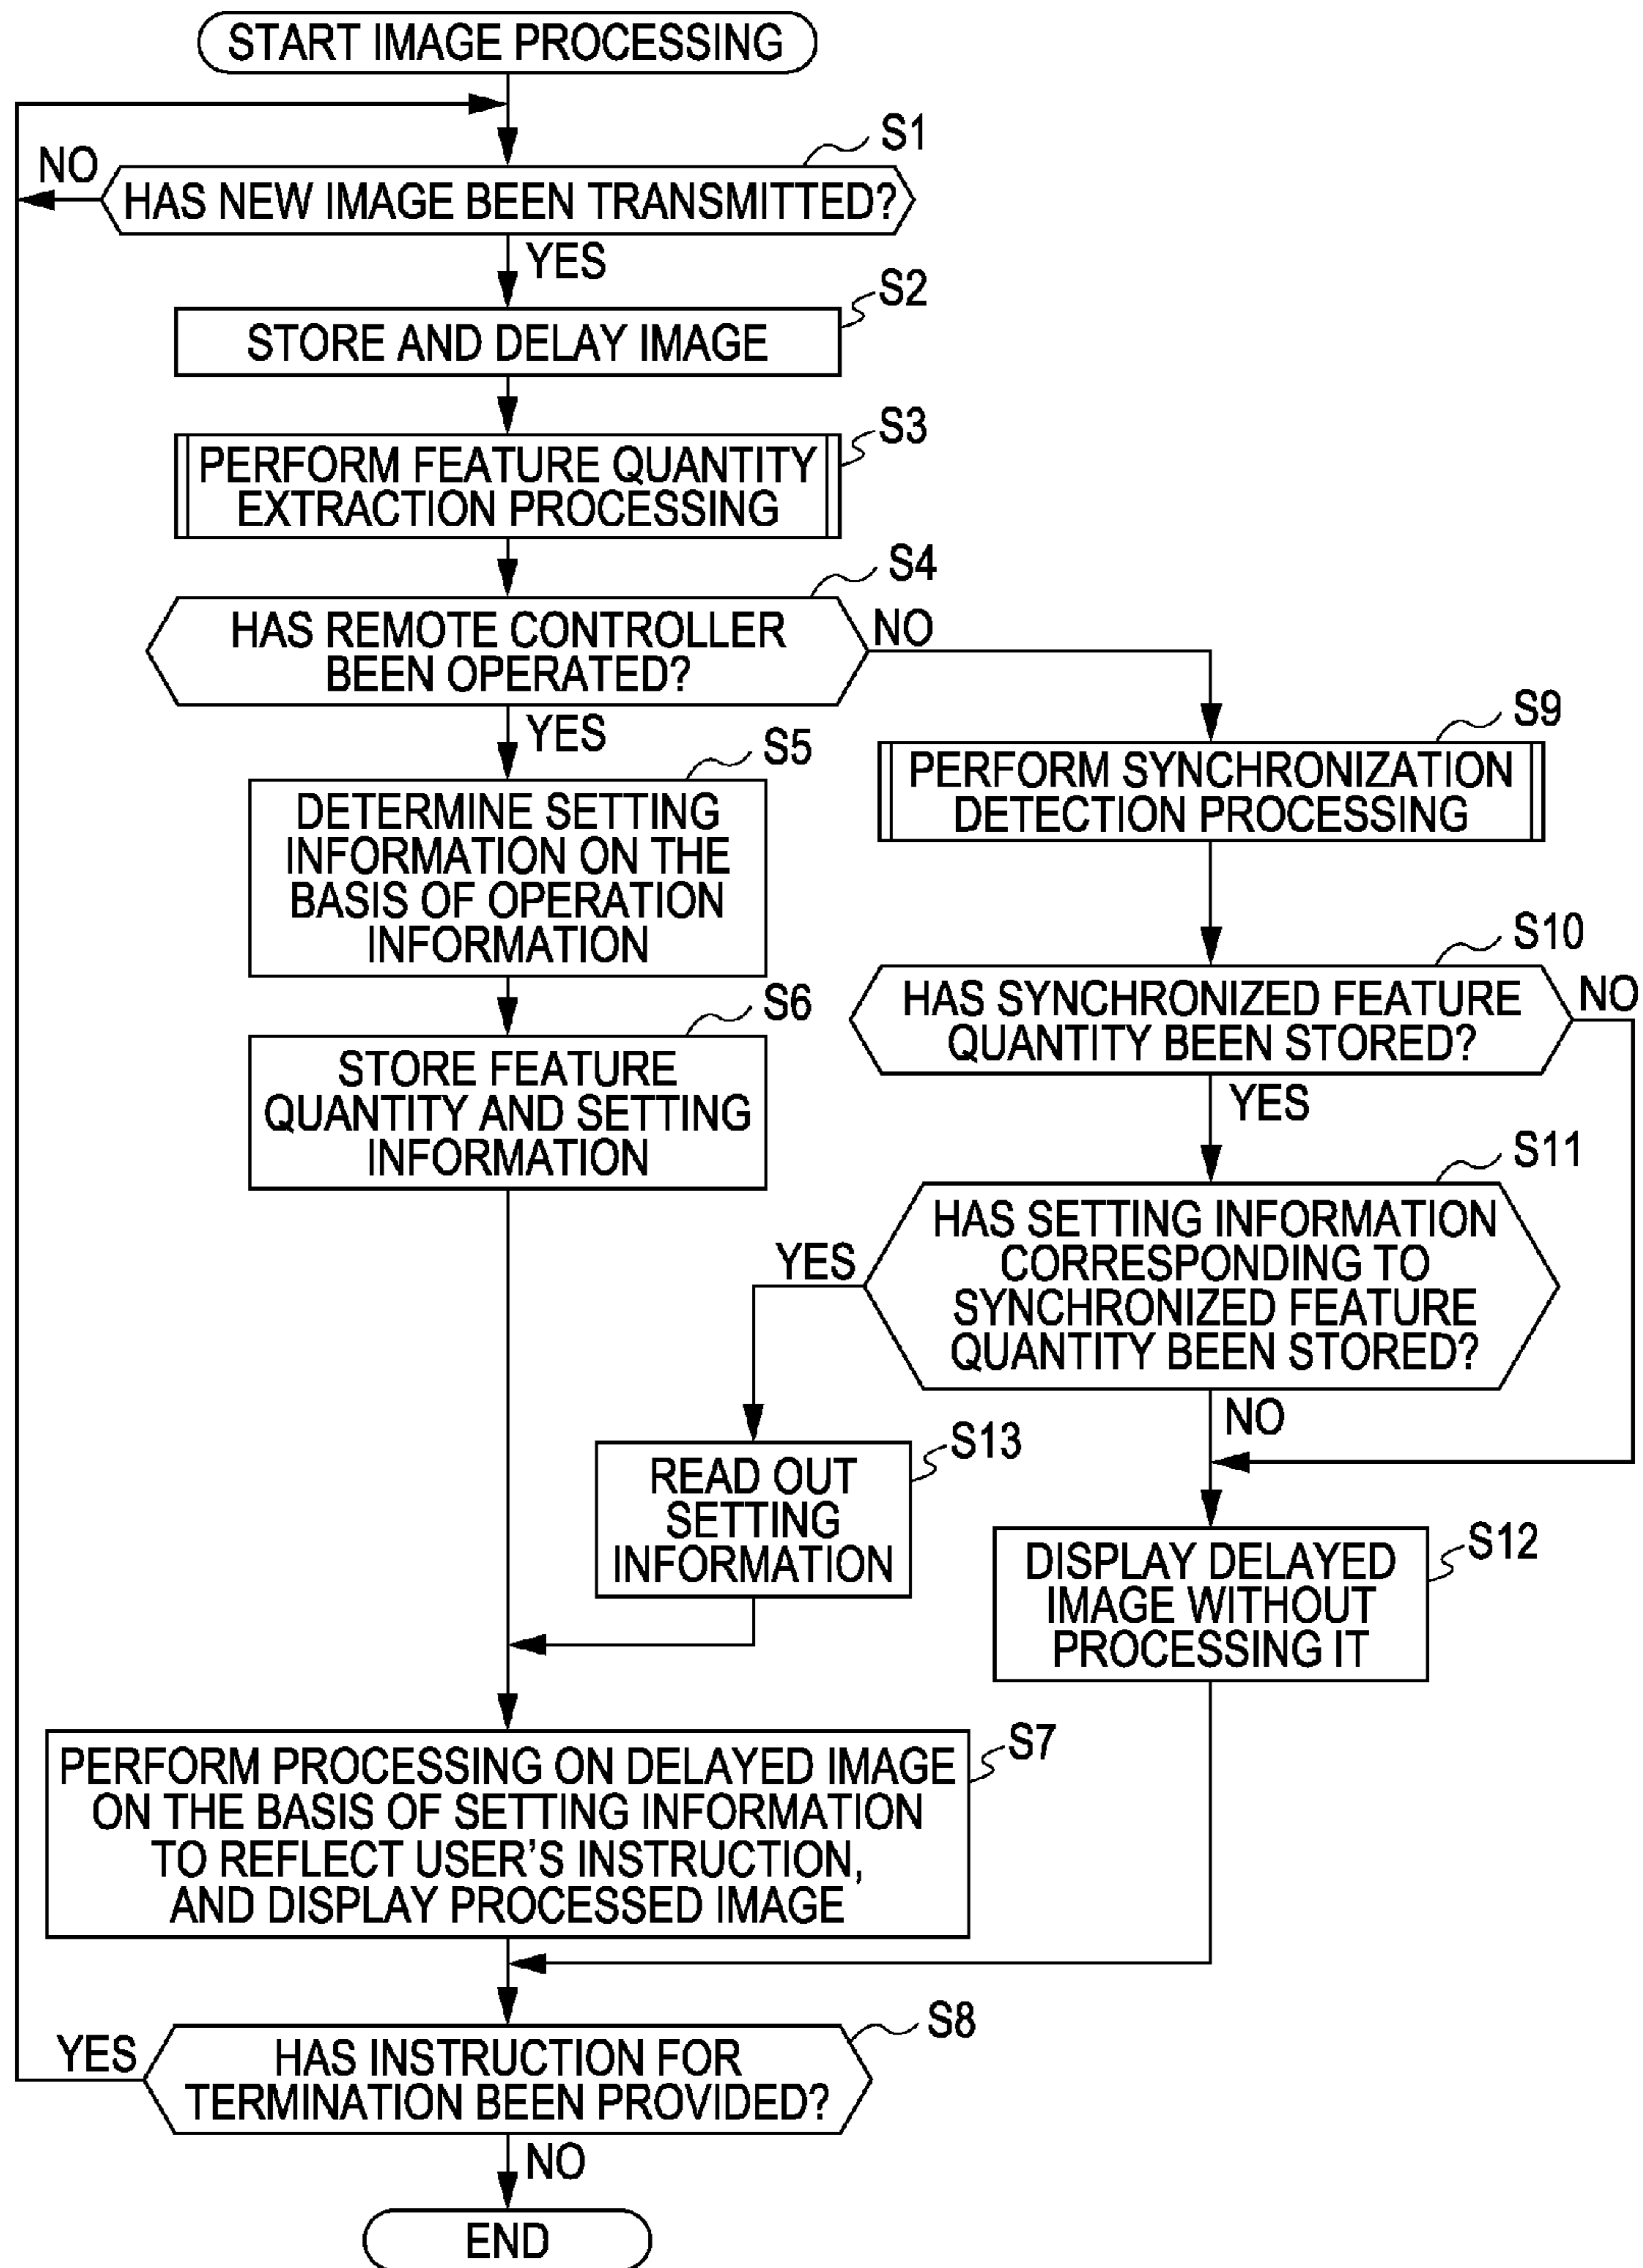 START IMAGE PROCESSING
S1
NO
HAS NEW IMAGE BEEN TRANSMITTED?
YES
S2
STORE AND DELAY IMAGE
S3
PERFORM FEATURE QUANTITY
EXTRACTION PROCESSING
S4
HAS REMOTE CONTROLLER
BEEN OPERATED?
NO
YES
S5
DETERMINE SETTING
INFORMATION ON THE
BASIS OF OPERATION
INFORMATION
S6
STORE FEATURE
QUANTITY AND SETTING
INFORMATION
S9
PERFORM SYNCHRONIZATION
DETECTION PROCESSING
S10
HAS SYNCHRONIZED FEATURE
QUANTITY BEEN STORED?
NO
YES
S11
HAS SETTING INFORMATION
CORRESPONDING TO
SYNCHRONIZED FEATURE
QUANTITY BEEN STORED?
YES
NO
S13
READ OUT
SETTING
INFORMATION
S12
DISPLAY DELAYED
IMAGE WITHOUT
PROCESSING IT
S7
PERFORM PROCESSING ON DELAYED IMAGE
ON THE BASIS OF SETTING INFORMATION
TO REFLECT USER'S INSTRUCTION,
AND DISPLAY PROCESSED IMAGE
S8
YES
HAS INSTRUCTION FOR
TERMINATION BEEN PROVIDED?
NO
END